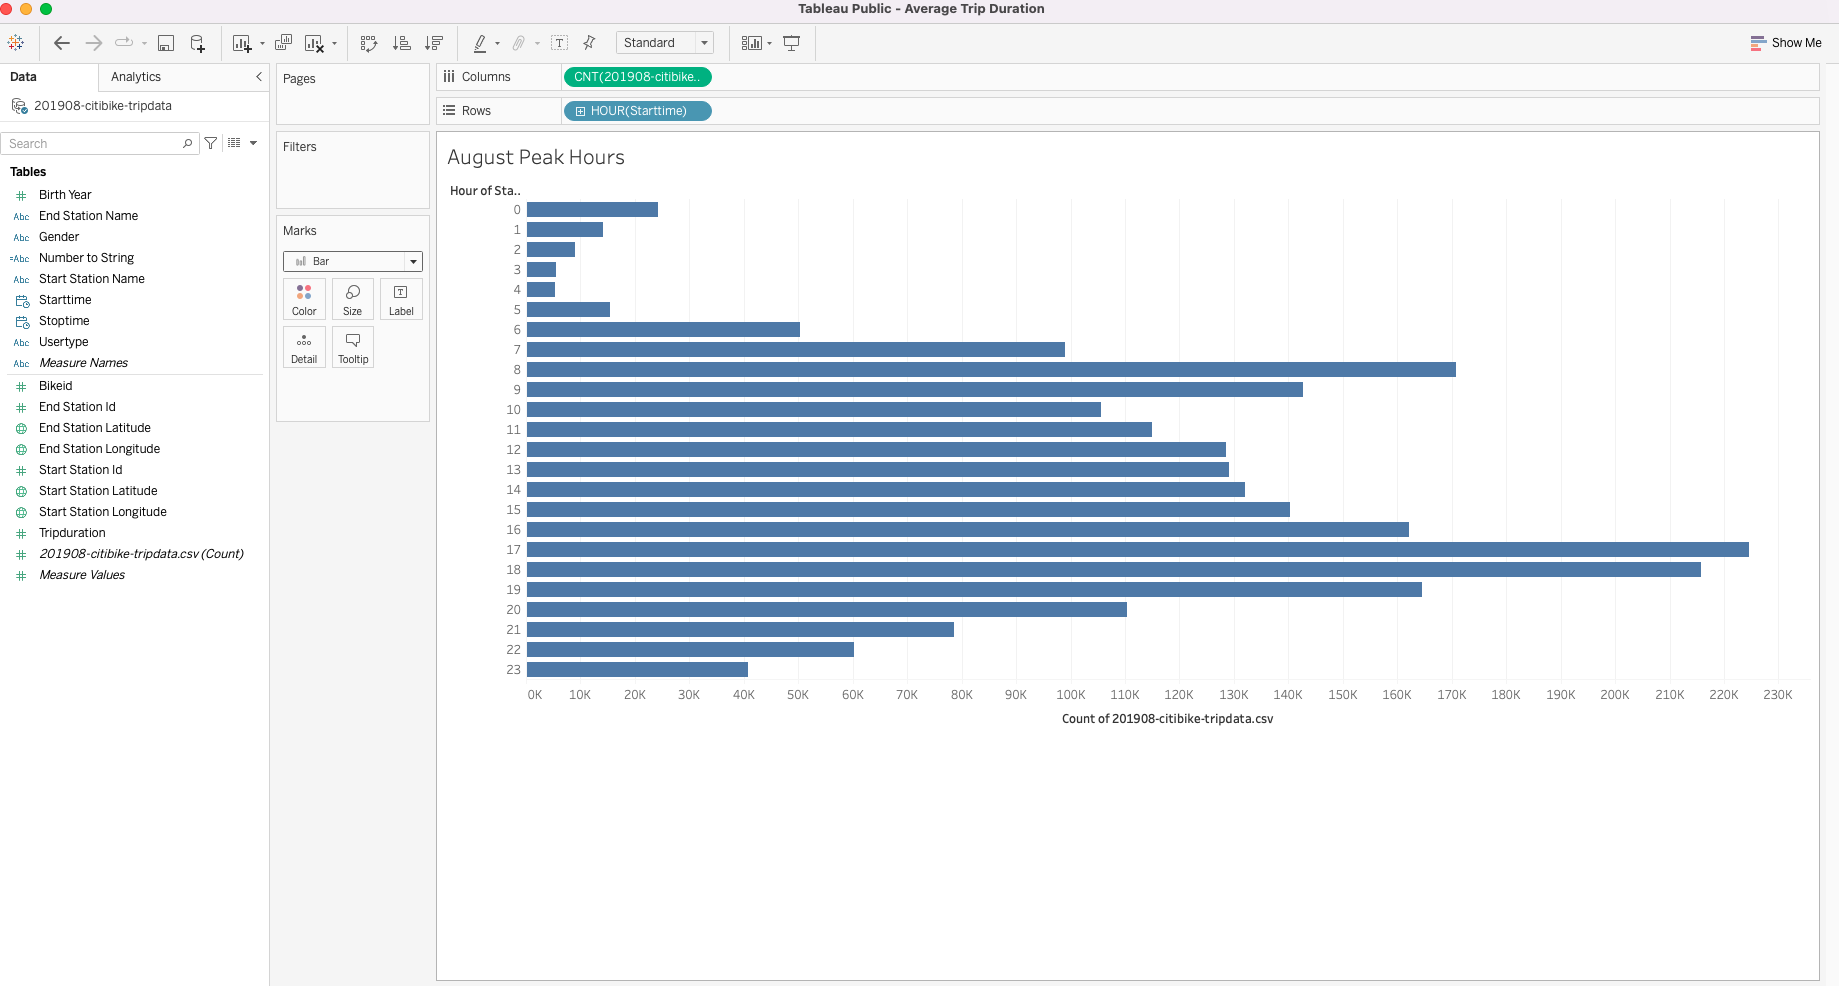 Tableau Public - Average Trip Duration
Standard
Show Me
Data
Analytics
201908-citibike-tripdata
Search
Tables
Birth Year
Abc End Station Name
Abc Gender
=Abc Number to String
Abc Start Station Name
Starttime
Stoptime
Abc Usertype
Abc Measure Names
Bikeid
End Station Id
End Station Latitude
End Station Longitude
Start Station Id
Start Station Latitude
Start Station Longitude
Tripduration
201908-citibike-tripdata.csv (Count)
Measure Values
Pages
Filters
Marks
Bar
Color Size Label
Detail Tooltip
Columns CNT(201908-citibike..
Rows HOUR(Starttime)
August Peak Hours
Hour of Sta..
0
1
2
3
4
5
6
7
8
9
10
11
12
13
14
15
16
17
18
19
20
21
22
23
0K 10K 20K 30K 40K 50K 60K 70K 80K 90K 100K 110K 120K 130K 140K 150K 160K 170K 180K 190K 200K 210K 220K 230K
Count of 201908-citibike-tripdata.csv